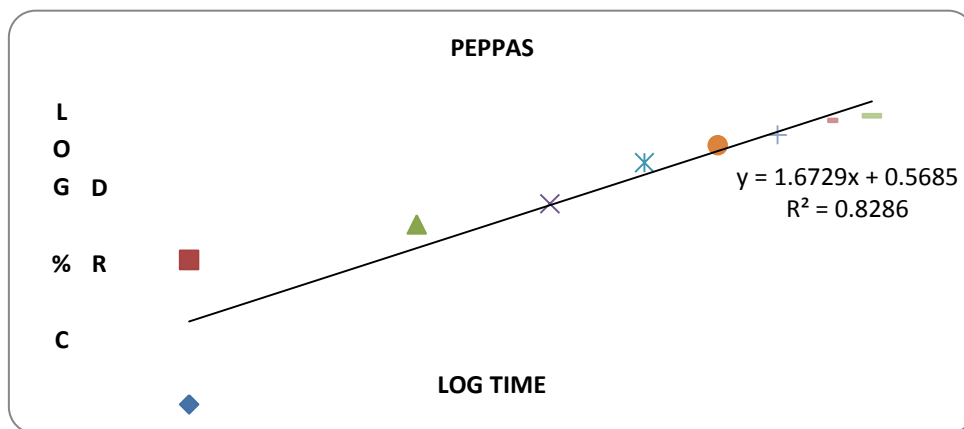 PEPPAS
L
O
G D
% R
C
y = 1.6729x + 0.5685
R² = 0.8286
LOG TIME